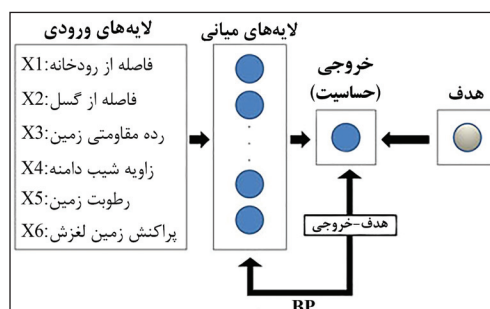 لایه‌های ورودی
X1:فاصله از رودخانه
X2:فاصله از گسل
X3:رده مقاومتی زمین
X4:زاویه شیب دامنه
X5:رطوبت زمین
X6:پراکنش زمین لغزش
لایه‌های میانی
خروجی
(حساسیت)
هدف
هدف-خروجی
BP